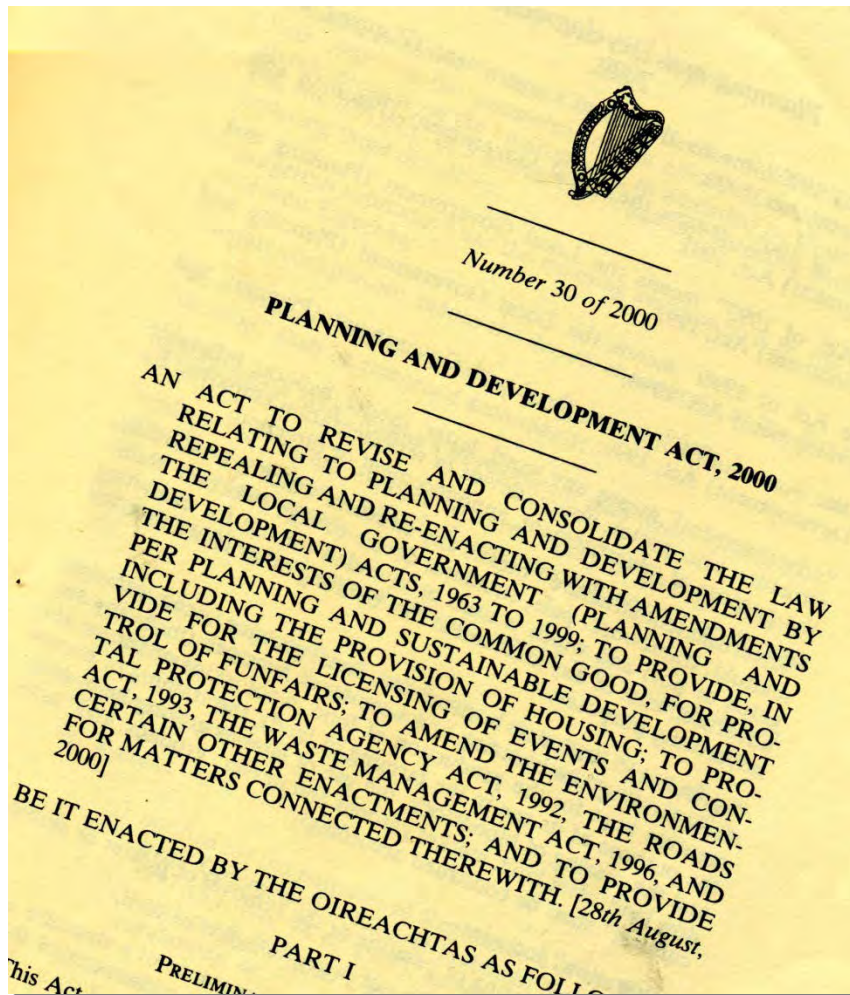 Number 30 of 2000
PLANNING AND DEVELOPMENT ACT, 2000
AN ACT TO REVISE AND CONSOLIDATE THE LAW
RELATING TO PLANNING AND DEVELOPMENT BY
REPEALING AND RE-ENACTING WITH AMENDMENTS
THE LOCAL GOVERNMENT (PLANNING AND
DEVELOPMENT) ACTS, 1963 TO 1999; TO PROVIDE, IN
THE INTERESTS OF THE COMMON GOOD, FOR PRO-
PER PLANNING AND SUSTAINABLE DEVELOPMENT
INCLUDING THE PROVISION OF HOUSING; TO PRO-
VIDE FOR THE LICENSING OF EVENTS AND CON-
TROL OF FUNFAIRS; TO AMEND THE ENVIRONMEN-
TAL PROTECTION AGENCY ACT, 1992, THE ROADS
ACT, 1993, THE WASTE MANAGEMENT ACT, 1996, AND
CERTAIN OTHER ENACTMENTS; AND TO PROVIDE
FOR MATTERS CONNECTED THEREWITH. [28th August,
2000]
BE IT ENACTED BY THE OIREACHTAS AS FOLLO
PART I
PRELIMIN
This Act